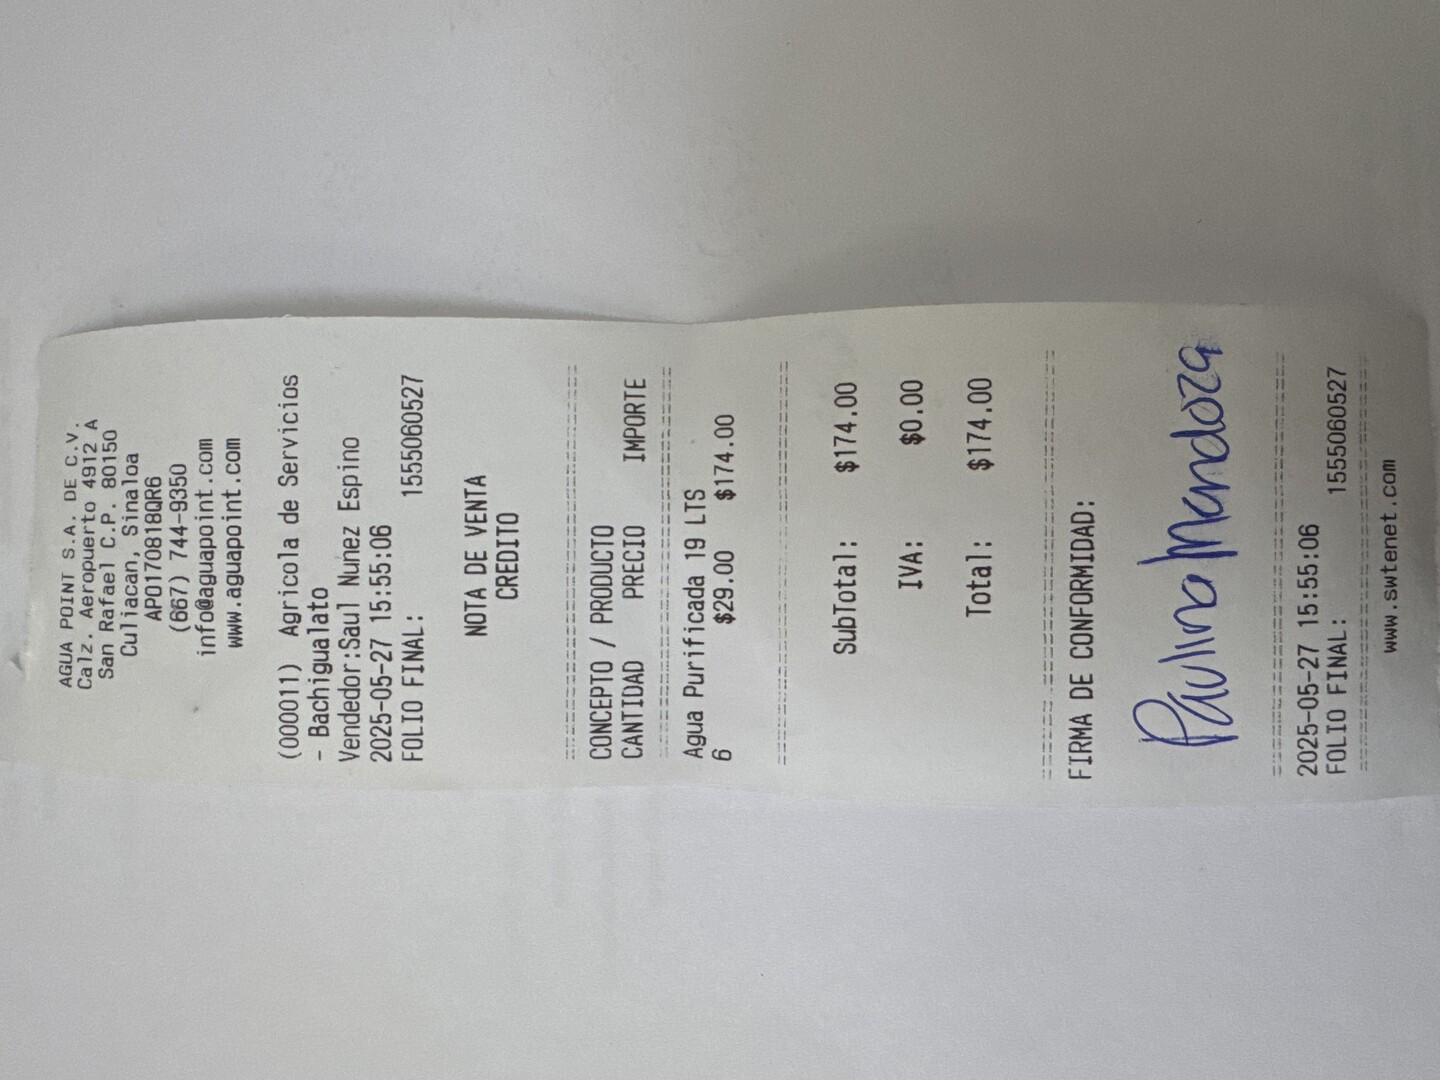 AGUA POINT S.A. DE C.V.
Calz. Aeropuerto 4912 A
San Rafael C.P. 80150
Culiacan, Sinaloa
APO170818QR6
(667) 744-9350
info@aguapoint.com
www.aguapoint.com
(000011) Agricola de Servicios
- Bachigualato
Vendedor:Saul Nunez Espino
2025-05-27 15:55:06
FOLIO FINAL: 1555060527
NOTA DE VENTA
CREDITO
CONCEPTO / PRODUCTO
CANTIDAD PRECIO IMPORTE
Agua Purificada 19 LTS
6 $29.00 $174.00
SubTotal: $174.00
IVA: $0.00
Total: $174.00
FIRMA DE CONFORMIDAD:
Paulina Mendoza
2025-05-27 15:55:06
FOLIO FINAL: 1555060527
www.swtenet.com